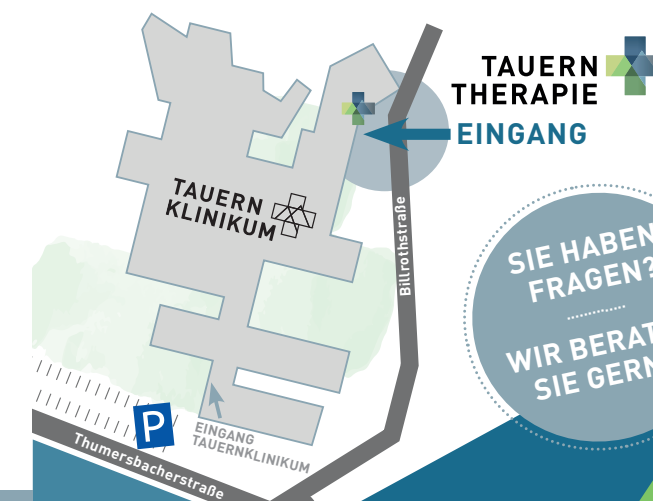 TAUERN
THERAPIE
EINGANG
TAUERN
KLINIKUM
Billrothstraße
SIE HABEN
FRAGEN?
WIR BERAT
SIE GERN
P
EINGANG
TAUERNKLINIKUM
Thumersbacherstraße